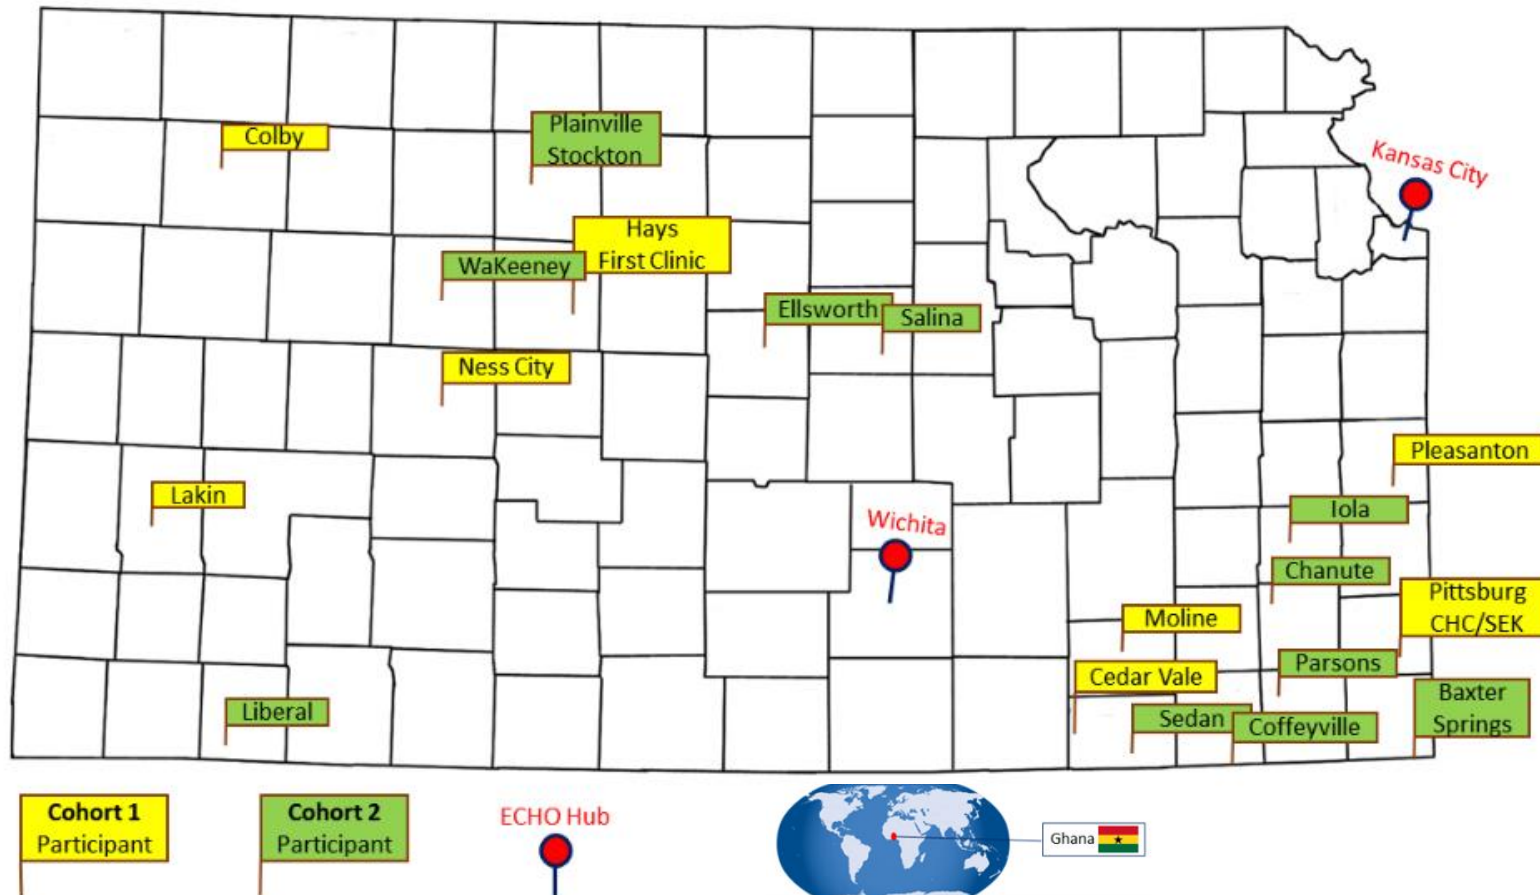 Colby
Plainville
Stockton
Kansas City
Hays
First Clinic
WaKeeney
Ellsworth
Salina
Ness City
Pleasanton
Lakin
Iola
Wichita
Chanute
Pittsburg
CHC/SEK
Moline
Parsons
Cedar Vale
Baxter
Springs
Liberal
Sedan
Coffeyville
Cohort 1
Participant
Cohort 2
Participant
ECHO Hub
Ghana